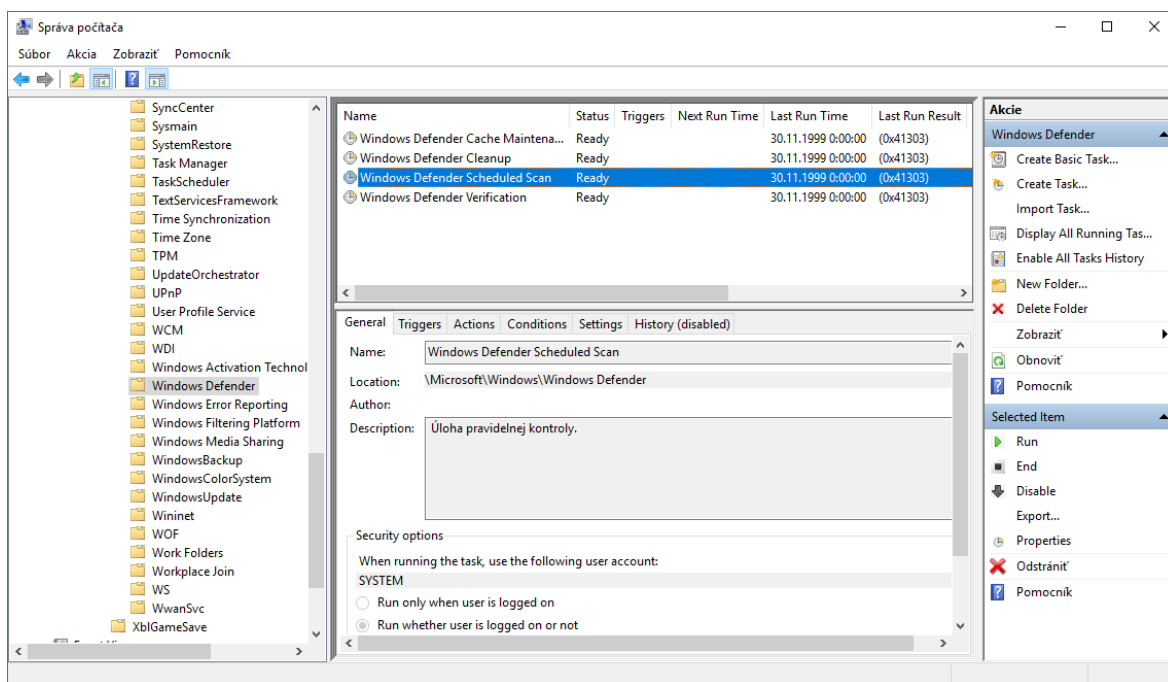 Správa počítača
Súbor Akcia Zobraziť Pomocník
SyncCenter
Sysmain
SystemRestore
Task Manager
TaskScheduler
TextServicesFramework
Time Synchronization
Time Zone
TPM
UpdateOrchestrator
UPnP
User Profile Service
WCM
WDI
Windows Activation Technol
Windows Defender
Windows Error Reporting
Windows Filtering Platform
Windows Media Sharing
WindowsBackup
WindowsColorSystem
WindowsUpdate
Wininet
WOF
Work Folders
Workplace Join
WS
WwanSvc
XblGameSave
Name Status Triggers Next Run Time Last Run Time Last Run Result
Windows Defender Cache Maintena... Ready 30.11.1999 0:00:00 (0x41303)
Windows Defender Cleanup Ready 30.11.1999 0:00:00 (0x41303)
Windows Defender Scheduled Scan Ready 30.11.1999 0:00:00 (0x41303)
Windows Defender Verification Ready 30.11.1999 0:00:00 (0x41303)
General Triggers Actions Conditions Settings History (disabled)
Name: Windows Defender Scheduled Scan
Location: \Microsoft\Windows\Windows Defender
Author:
Description: Úloha pravidelnej kontroly.
Security options
When running the task, use the following user account:
SYSTEM
Run only when user is logged on
Run whether user is logged on or not
Akcie
Windows Defender
Create Basic Task...
Create Task...
Import Task...
Display All Running Tas...
Enable All Tasks History
New Folder...
Delete Folder
Zobraziť
Obnoviť
Pomocník
Selected Item
Run
End
Disable
Export...
Properties
Odstrániť
Pomocník